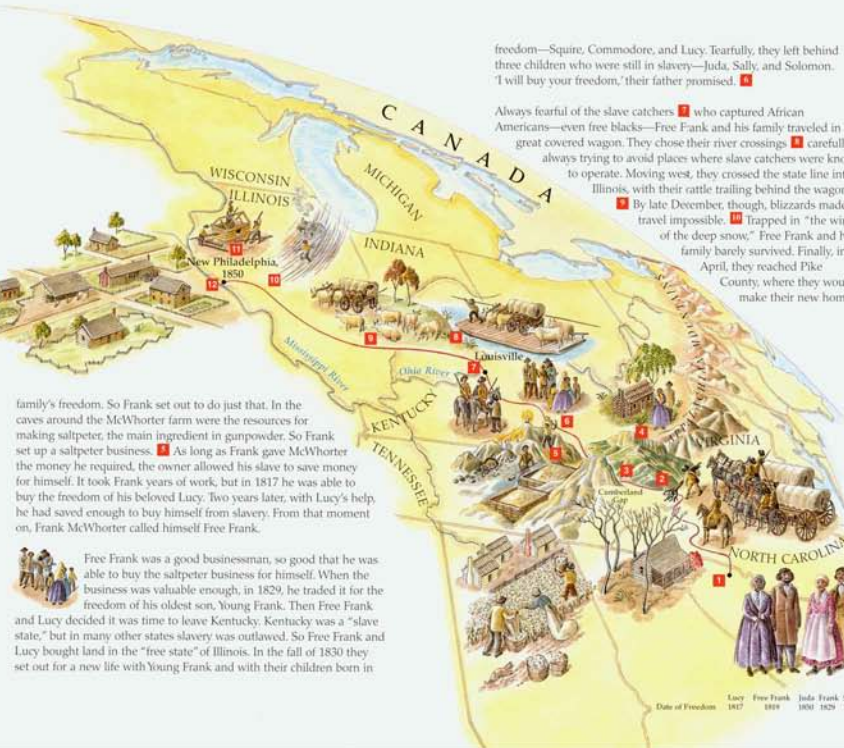 family's freedom. So Frank set out to do just that. In the
caves around the McWhorter farm were the resources for
making saltpeter, the main ingredient in gunpowder. So Frank
set up a saltpeter business. 5 As long as Frank gave McWhorter
the money he required, the owner allowed his slave to save money
for himself. It took Frank years of work, but in 1817 he was able to
buy the freedom of his beloved Lucy. Two years later, with Lucy's help,
he had saved enough to buy himself from slavery. From that moment
on, Frank McWhorter called himself Free Frank.
Free Frank was a good businessman, so good that he was
able to buy the saltpeter business for himself. When the
business was valuable enough, in 1829, he traded it for the
freedom of his oldest son, Young Frank. Then Free Frank
and Lucy decided it was time to leave Kentucky. Kentucky was a "slave
state," but in many other states slavery was outlawed. So Free Frank and
Lucy bought land in the "free state" of Illinois. In the fall of 1830 they
set out for a new life with Young Frank and with their children born in
freedom—Squire, Commodore, and Lucy. Tearfully, they left behind
three children who were still in slavery—Juda, Sally, and Solomon.
'I will buy your freedom,' their father promised. 6
Always fearful of the slave catchers 7 who captured African
Americans—even free blacks—Free Frank and his family traveled in
great covered wagon. They chose their river crossings 8 carefull
always trying to avoid places where slave catchers were kno
to operate. Moving west, they crossed the state line int
Illinois, with their cattle trailing behind the wagon
9 By late December, though, blizzards made
travel impossible. 10 Trapped in "the win
of the deep snow," Free Frank and h
family barely survived. Finally, in
April, they reached Pike
County, where they wou
make their new hom
CANADA
WISCONSIN
ILLINOIS
MICHIGAN
INDIANA
11
New Philadelphia,
1850
12
10
9
8
Mississippi River
Ohio River
7
Louisville
KENTUCKY
TENNESSEE
6
5
4
3
2
APPALACHIAN MOUNTAINS
VIRGINIA
Cumberland
Gap
NORTH CAROLINA
1
Lucy Free Frank Juda Frank
Date of Freedom 1817 1819 1850 1829